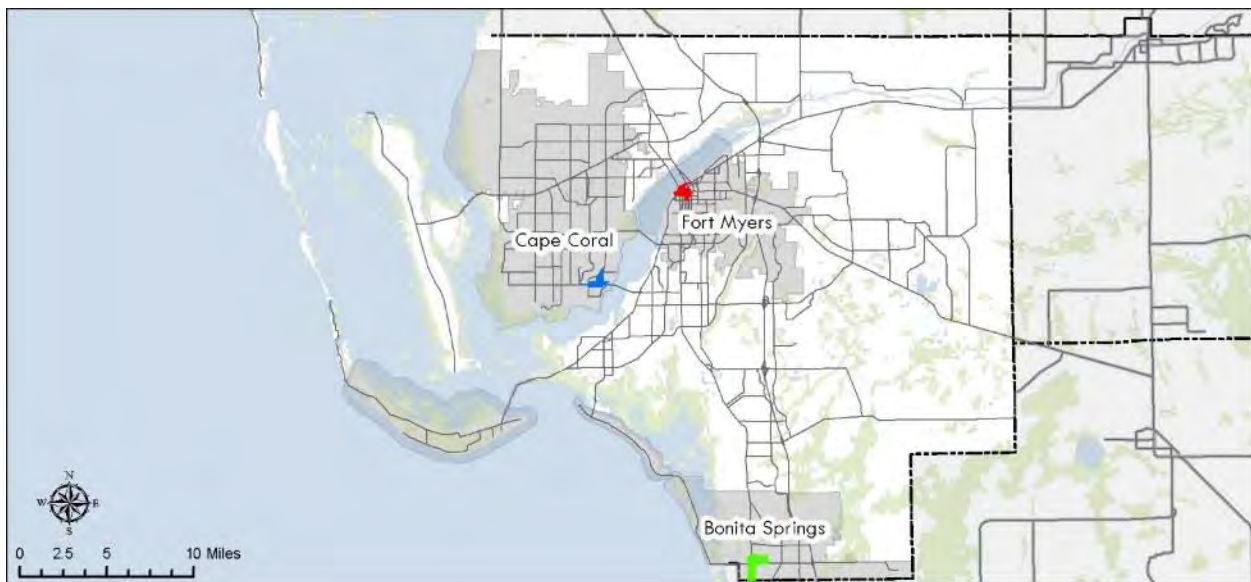 Fort Myers
Cape Coral
Bonita Springs
N
W E
S
0 2.5 5 10 Miles